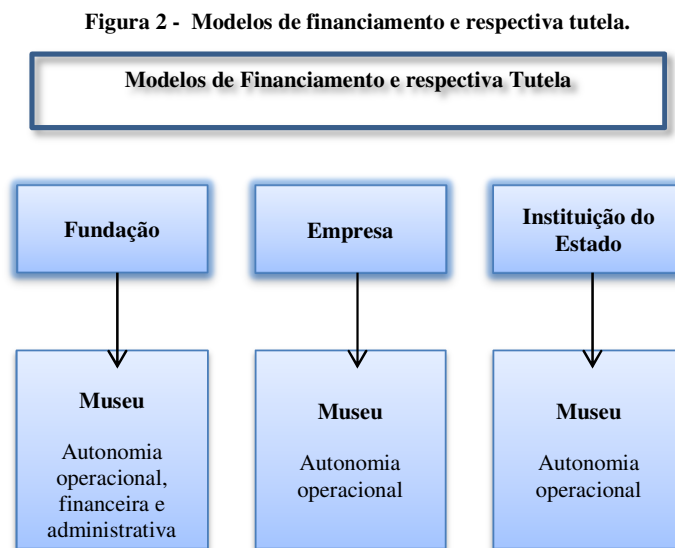 Figura 2 - Modelos de financiamento e respectiva tutela.
Modelos de Financiamento e respectiva Tutela
Fundação
Empresa
Instituição do
Estado
Museu
Autonomia
operacional,
financeira e
administrativa
Museu
Autonomia
operacional
Museu
Autonomia
operacional